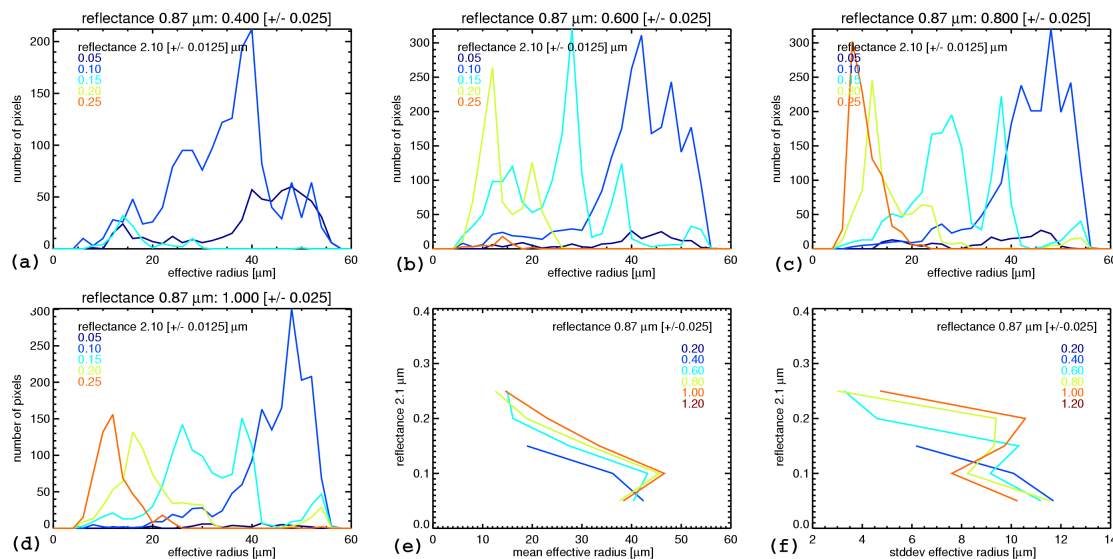 reflectance 0.87 µm: 0.400 [+/- 0.025]
reflectance 2.10 [+/- 0.0125] µm
0.05
0.10
0.15
0.20
0.25
200
150
100
50
0
number of pixels
0 20 40 60
effective radius [µm]
(a)
reflectance 0.87 µm: 0.600 [+/- 0.025]
reflectance 2.10 [+/- 0.0125] µm
0.05
0.10
0.15
0.20
0.25
300
250
200
150
100
50
0
number of pixels
0 20 40 60
effective radius [µm]
(b)
reflectance 0.87 µm: 0.800 [+/- 0.025]
reflectance 2.10 [+/- 0.0125] µm
0.05
0.10
0.15
0.20
0.25
300
250
200
150
100
50
0
number of pixels
0 20 40 60
effective radius [µm]
(c)
reflectance 0.87 µm: 1.000 [+/- 0.025]
reflectance 2.10 [+/- 0.0125] µm
0.05
0.10
0.15
0.20
0.25
300
250
200
150
100
50
0
number of pixels
0 20 40 60
effective radius [µm]
(d)
reflectance 0.87 µm [+/-0.025]
0.20
0.40
0.60
0.80
1.00
1.20
0.4
0.3
0.2
0.1
0.0
reflectance 2.1 µm
0 10 20 30 40 50 60
mean effective radius [µm]
(e)
reflectance 0.87 µm [+/-0.025]
0.20
0.40
0.60
0.80
1.00
1.20
0.4
0.3
0.2
0.1
0.0
reflectance 2.1 µm
2 4 6 8 10 12 14
stddev effective radius [µm]
(f)